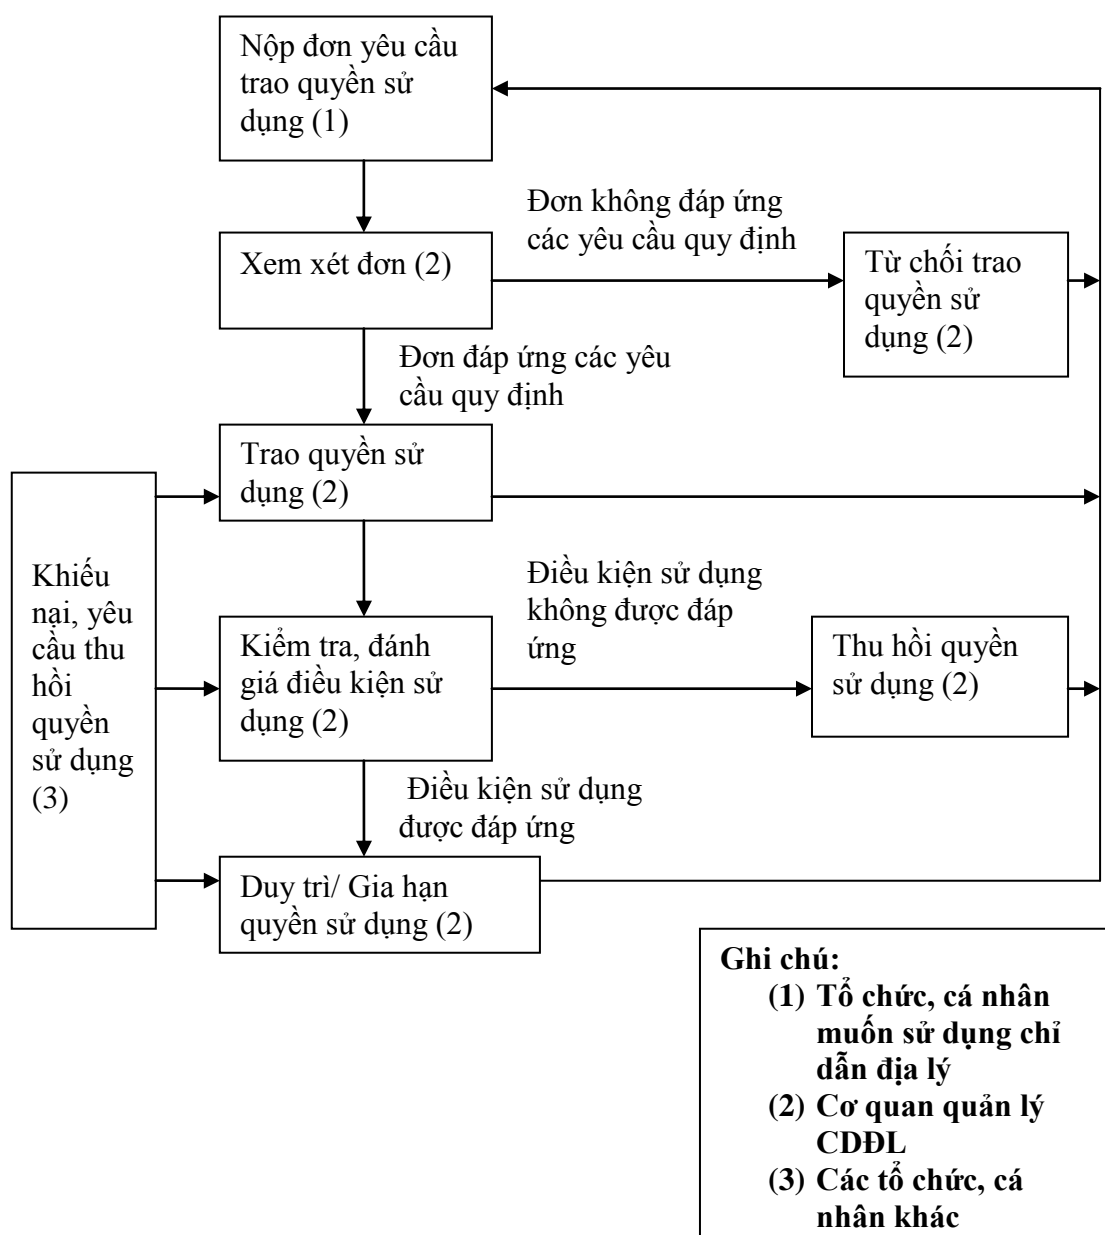 Nộp đơn yêu cầu
trao quyền sử
dụng (1)
Đơn không đáp ứng
các yêu cầu quy định
Xem xét đơn (2)
Từ chối trao
quyền sử
dụng (2)
Đơn đáp ứng các yêu
cầu quy định
Trao quyền sử
dụng (2)
Khiếu
nại, yêu
cầu thu
hồi
quyền
sử dụng
(3)
Điều kiện sử dụng
không được đáp
ứng
Kiểm tra, đánh
giá điều kiện sử
dụng (2)
Thu hồi quyền
sử dụng (2)
Điều kiện sử dụng
được đáp ứng
Duy trì/ Gia hạn
quyền sử dụng (2)
Ghi chú:
(1) Tổ chức, cá nhân
muốn sử dụng chỉ
dẫn địa lý
(2) Cơ quan quản lý
CDĐL
(3) Các tổ chức, cá
nhân khác